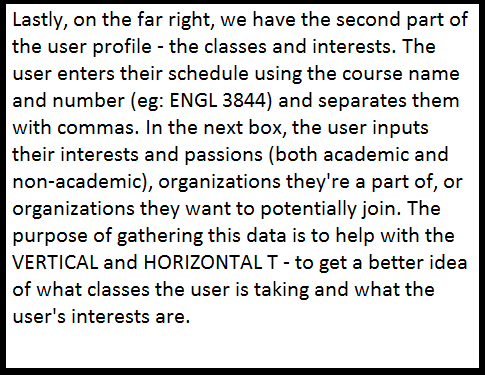 Lastly, on the far right, we have the second part of
the user profile - the classes and interests. The
user enters their schedule using the course name
and number (eg: ENGL 3844) and separates them
with commas. In the next box, the user inputs
their interests and passions (both academic and
non-academic), organizations they're a part of, or
organizations they want to potentially join. The
purpose of gathering this data is to help with the
VERTICAL and HORIZONTAL T - to get a better idea
of what classes the user is taking and what the
user's interests are.